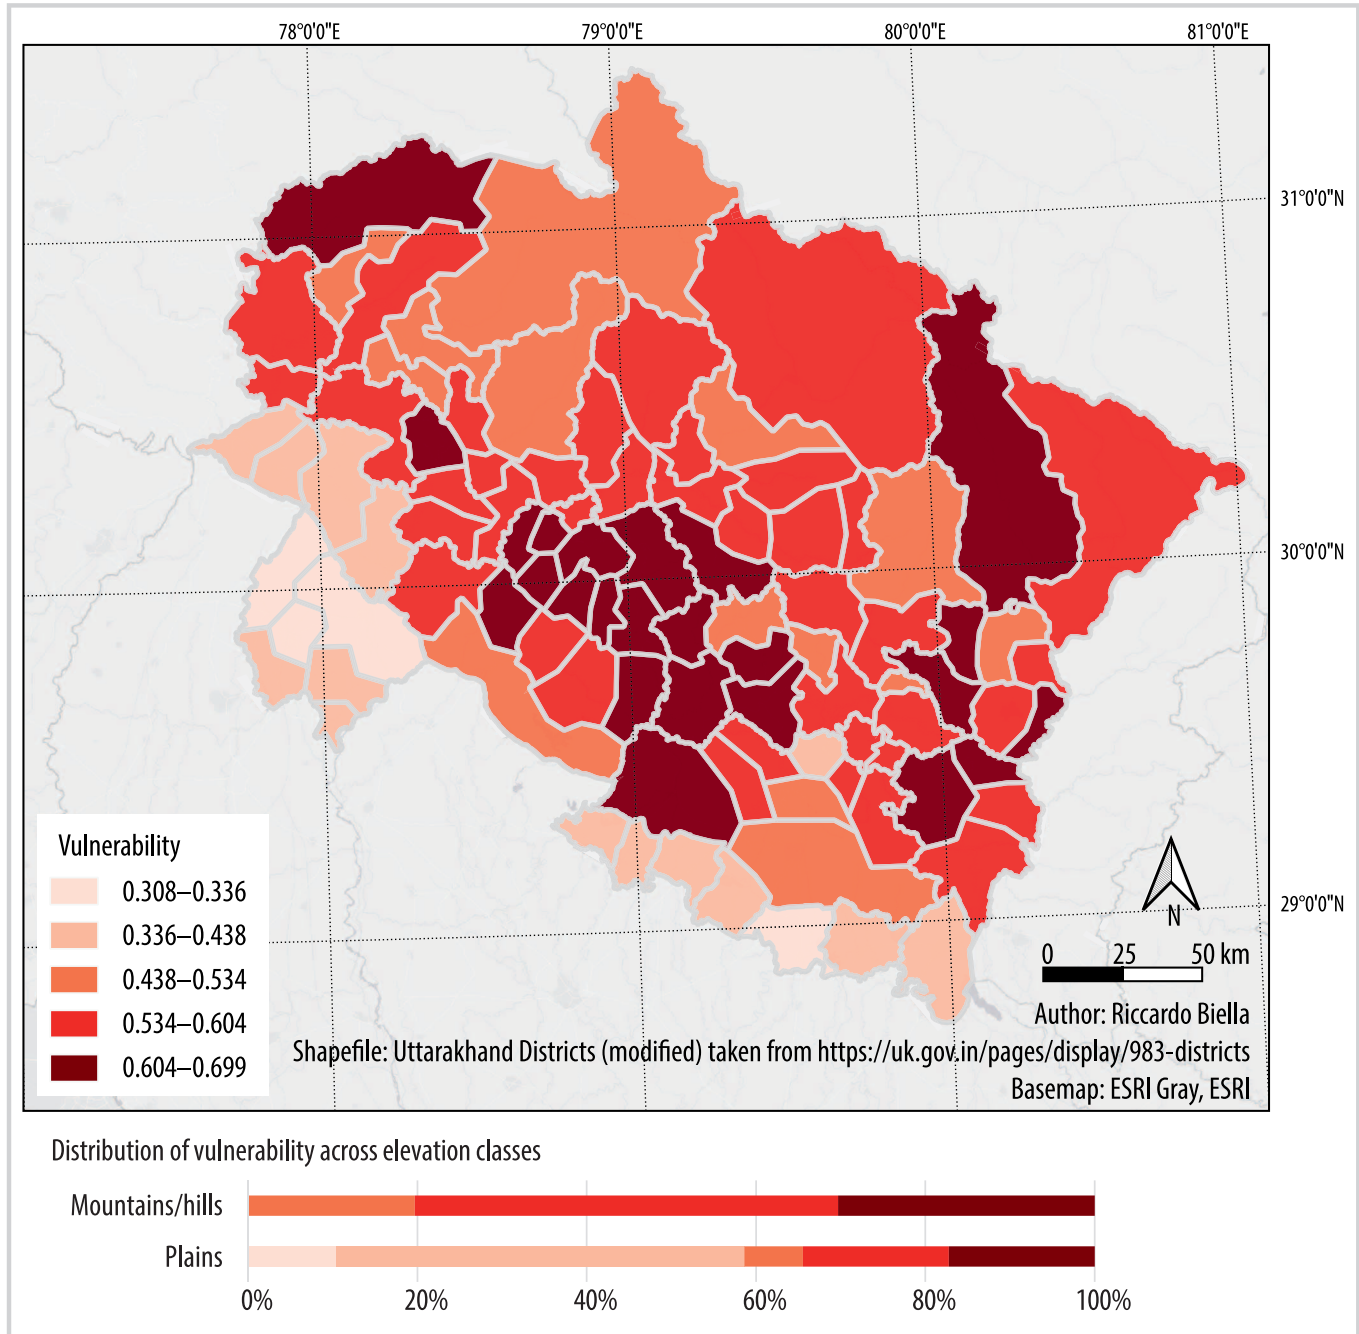 78°0'0"E 79°0'0"E 80°0'0"E 81°0'0"E
31°0'0"N
30°0'0"N
29°0'0"N
Vulnerability
0.308–0.336
0.336–0.438
0.438–0.534
0.534–0.604
0.604–0.699
N
0 25 50 km
Author: Riccardo Biella
Shapefile: Uttarakhand Districts (modified) taken from https://uk.gov.in/pages/display/983-districts
Basemap: ESRI Gray, ESRI
Distribution of vulnerability across elevation classes
Mountains/hills
Plains
0% 20% 40% 60% 80% 100%